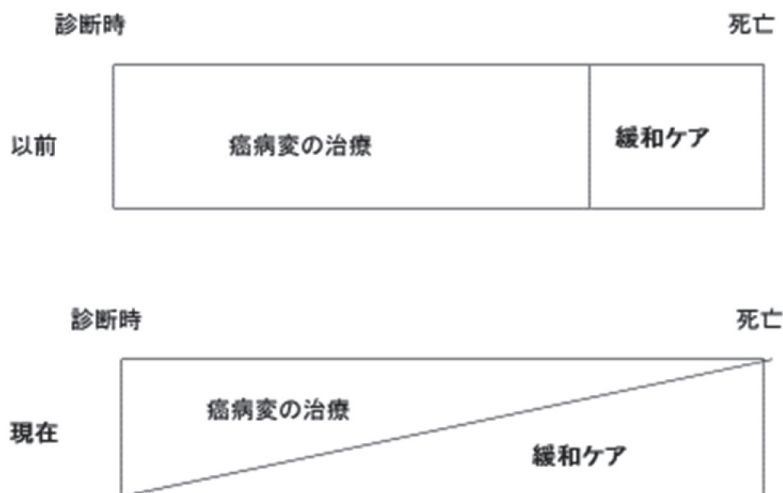 診断時 死亡
以前 癌病変の治療 緩和ケア
診断時 死亡
現在 癌病変の治療 緩和ケア